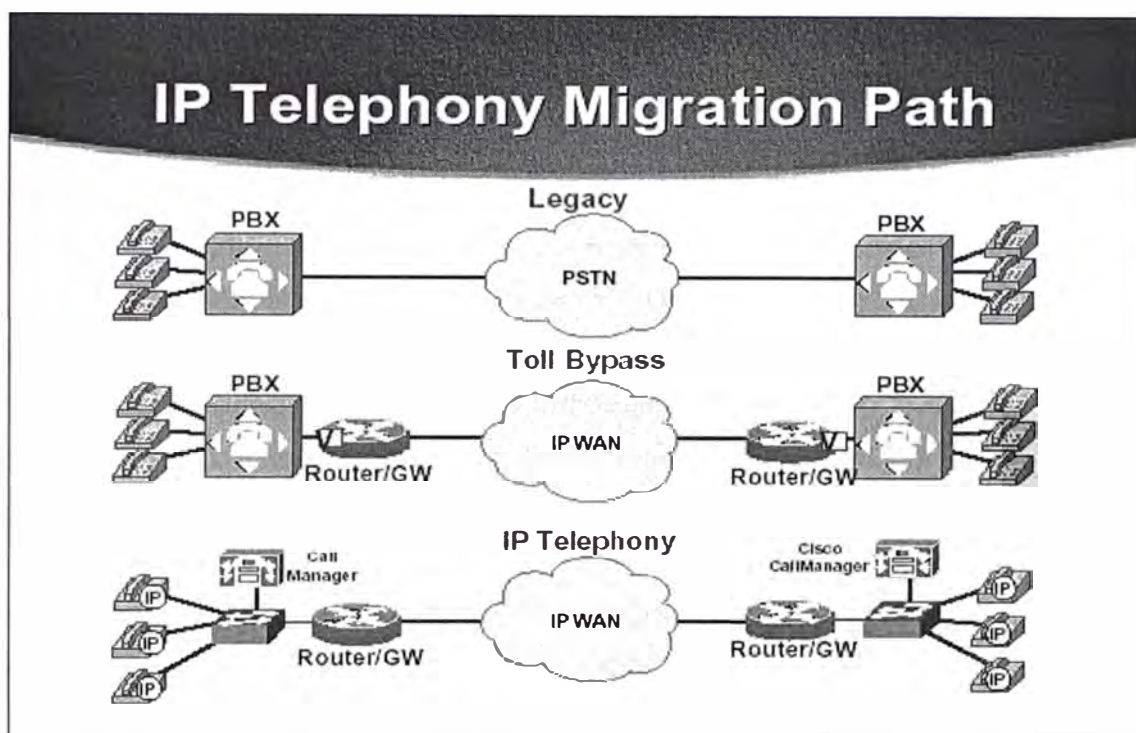 IP Telephony Migration Path
Legacy
PBX
PSTN
PBX
Toll Bypass
PBX
V
Router/GW
IP WAN
Router/GW
V
PBX
IP Telephony
Call
Manager
IP
IP
IP
Router/GW
IP WAN
Router/GW
Cisco
CallManager
IP
IP
IP